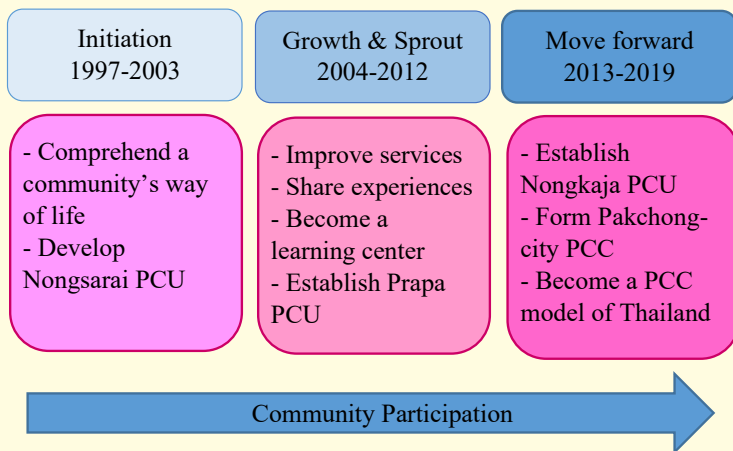 Initiation
1997-2003
Growth & Sprout
2004-2012
Move forward
2013-2019
- Comprehend a
community’s way
of life
- Develop
Nongsarai PCU
- Improve services
- Share experiences
- Become a
learning center
- Establish Prapa
PCU
- Establish
Nongkaja PCU
- Form Pakchong-
city PCC
- Become a PCC
model of Thailand
Community Participation